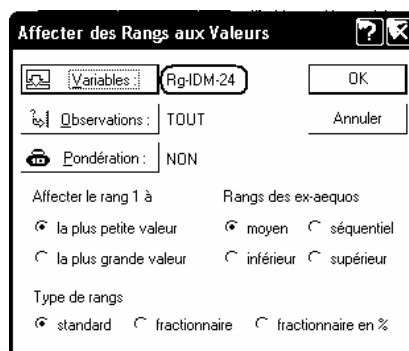 Affecter des Rangs aux Valeurs
Variables : Rg-IDM-24 OK
Observations : TOUT Annuler
Pondération : NON
Affecter le rang 1 à Rangs des ex-aequos
la plus petite valeur moyen séquentiel
la plus grande valeur inférieur supérieur
Type de rangs
standard fractionnaire fractionnaire en %